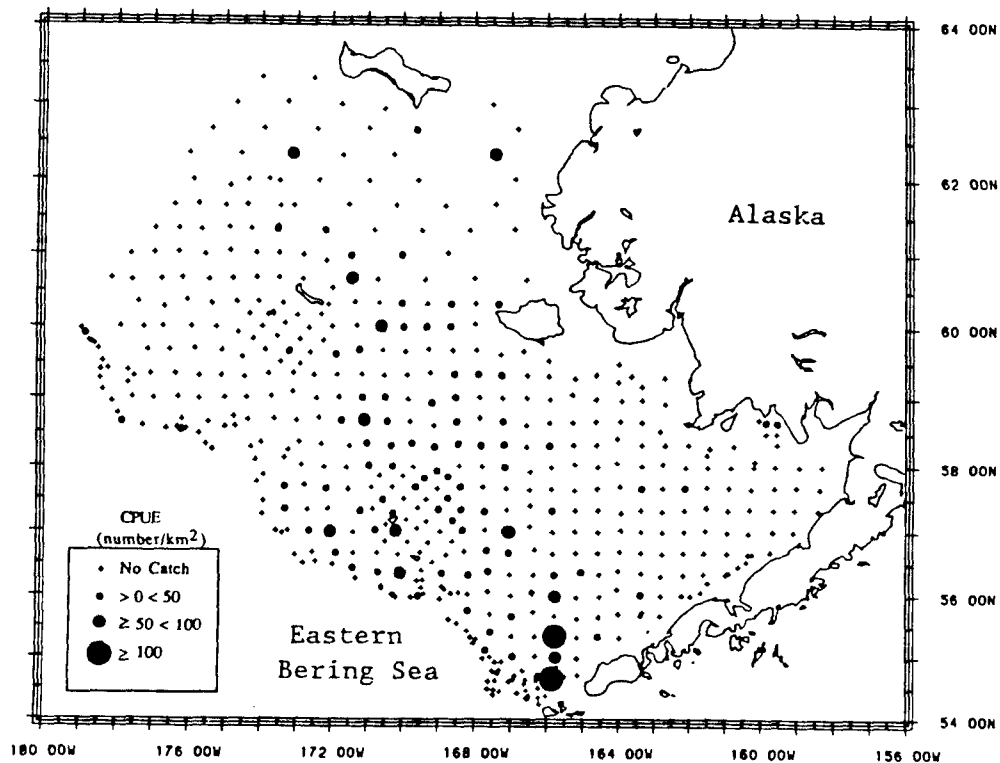 64 00N
62 00N
Alaska
60 00N
58 00N
CPUE
(number/km²)
No Catch
> 0 < 50
≥ 50 < 100
≥ 100
56 00N
Eastern
Bering Sea
54 00N
180 00W 176 00W 172 00W 168 00W 164 00W 160 00W 156 00W